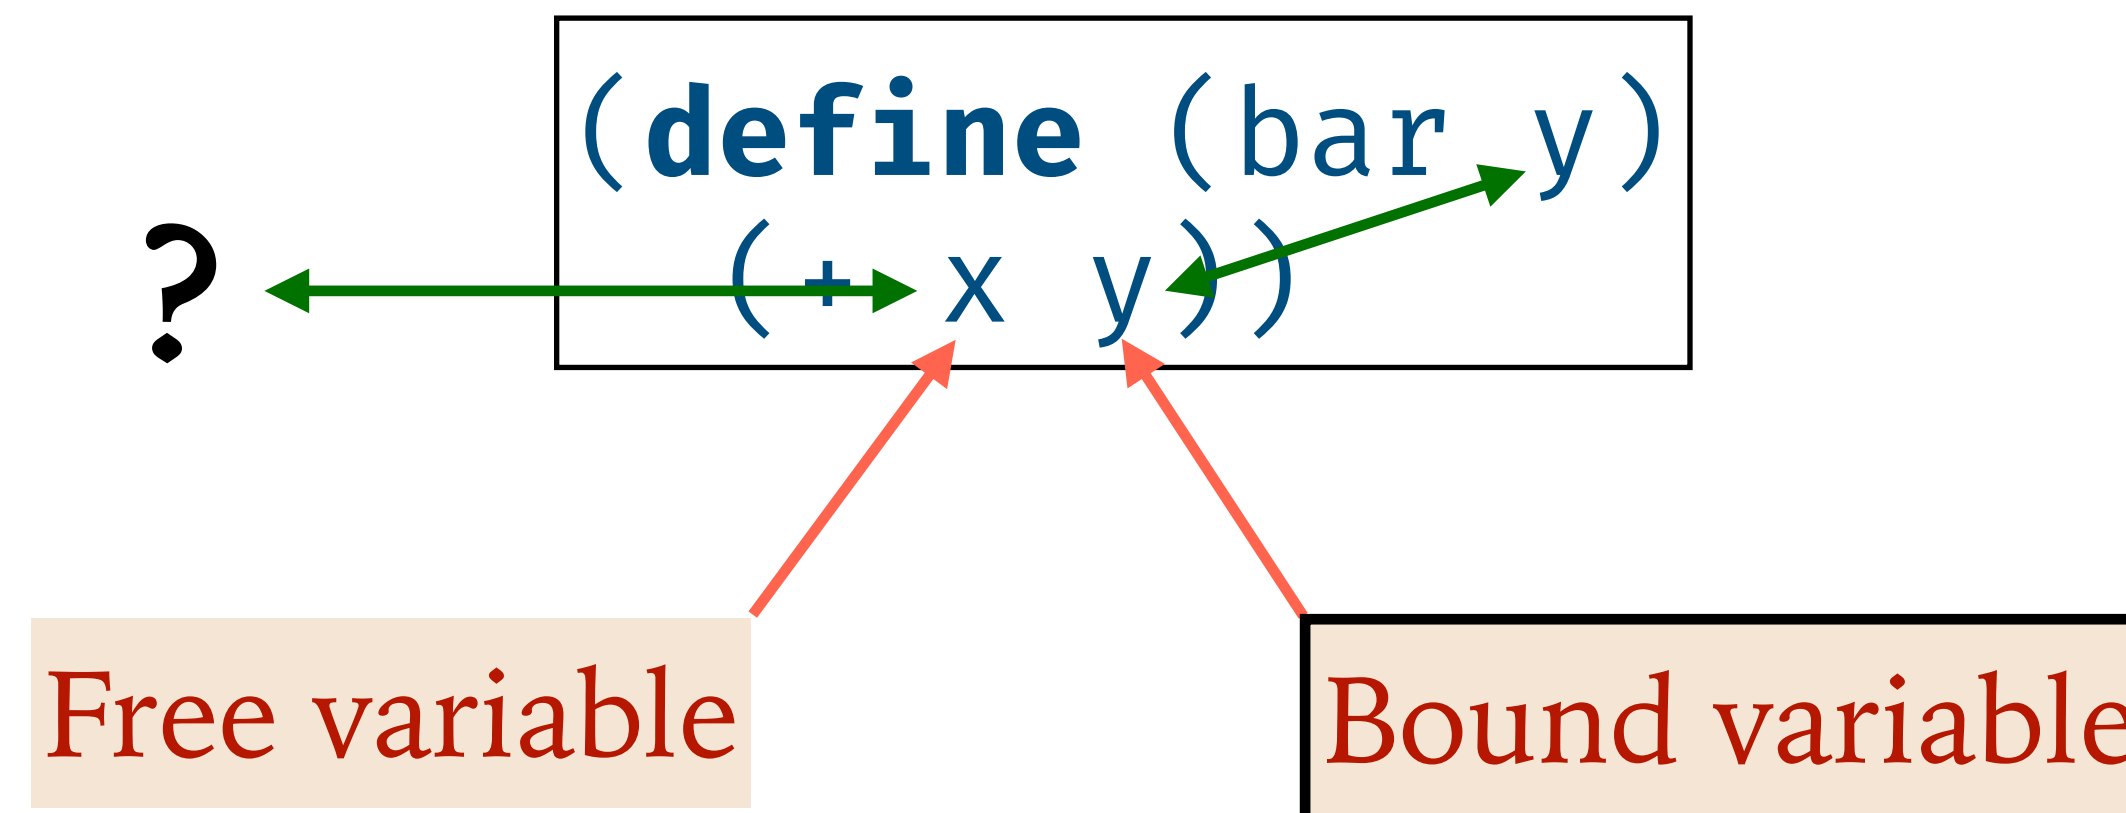 (define (bar y)
? (+ x y))
Free variable
Bound variable